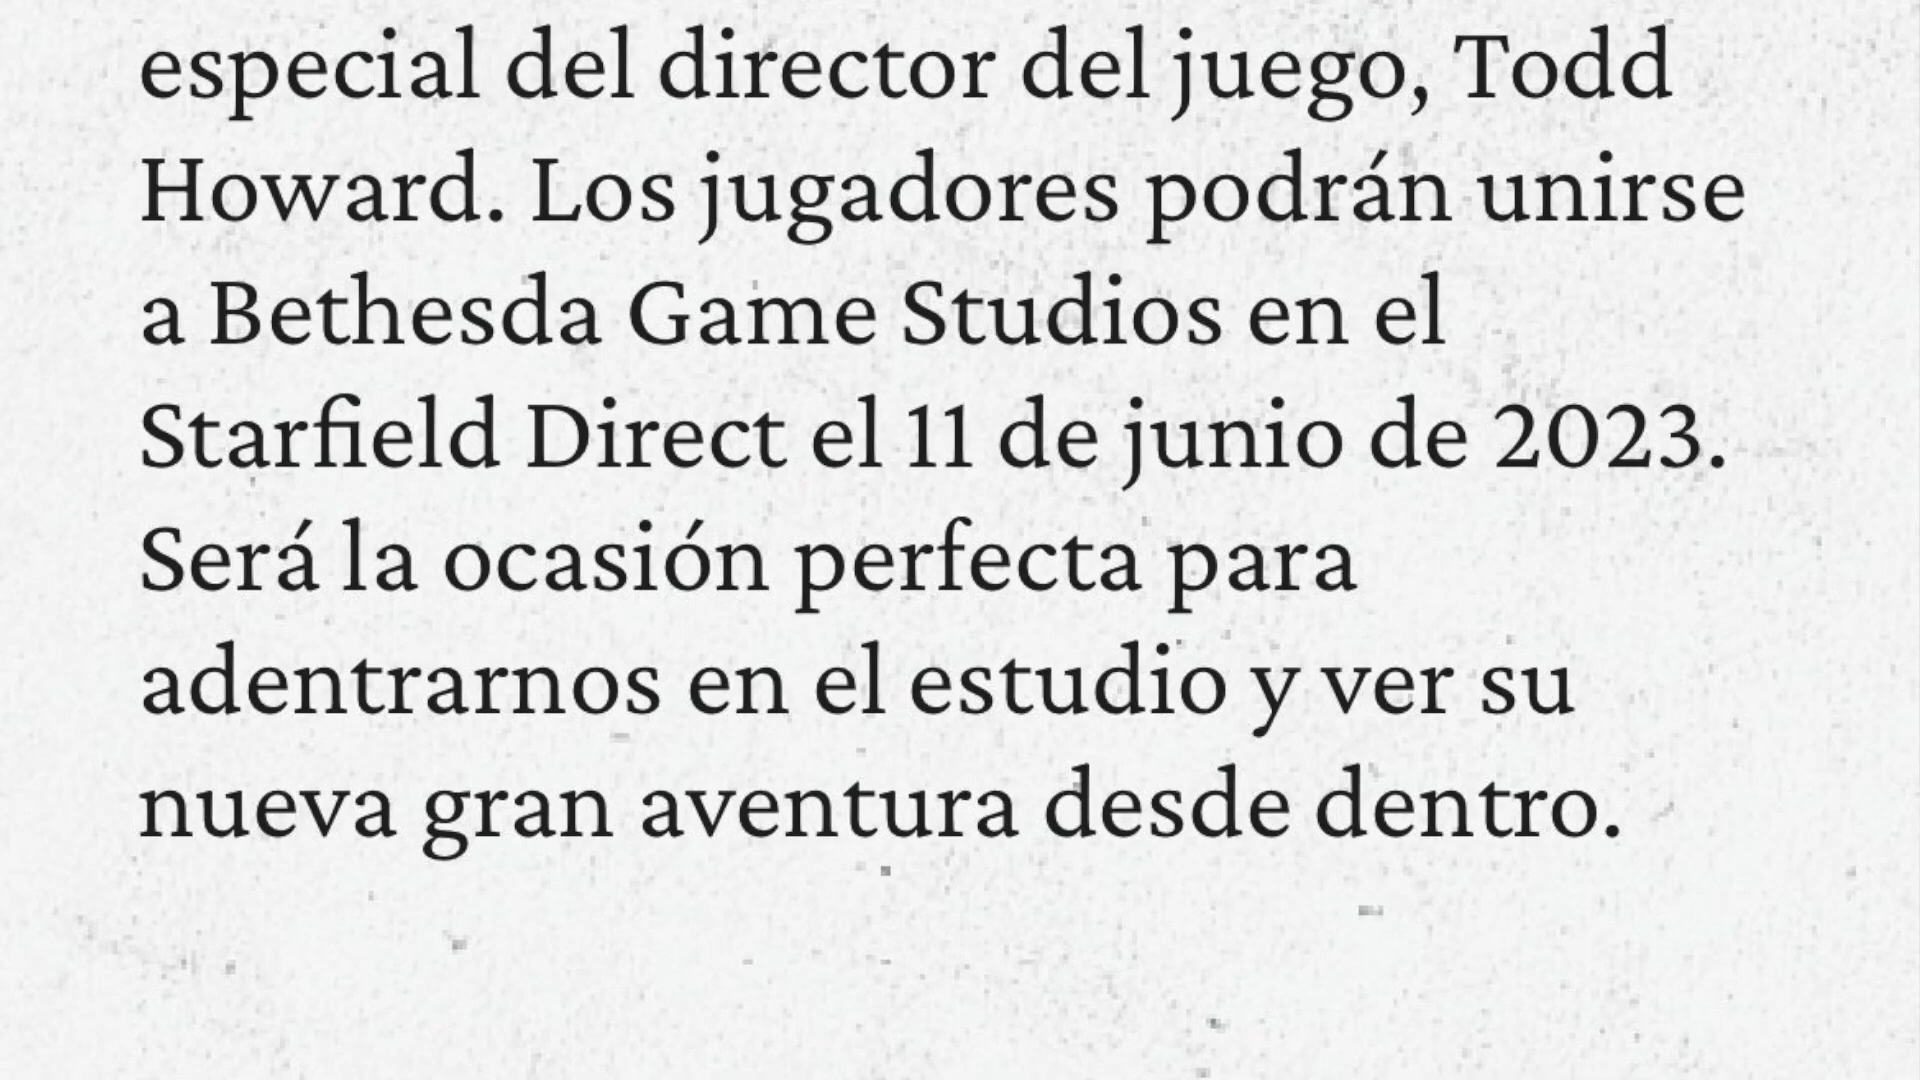 especial del director del juego, Todd
Howard. Los jugadores podrán unirse
a Bethesda Game Studios en el
Starfield Direct el 11 de junio de 2023.
Será la ocasión perfecta para
adentrarnos en el estudio y ver su
nueva gran aventura desde dentro.